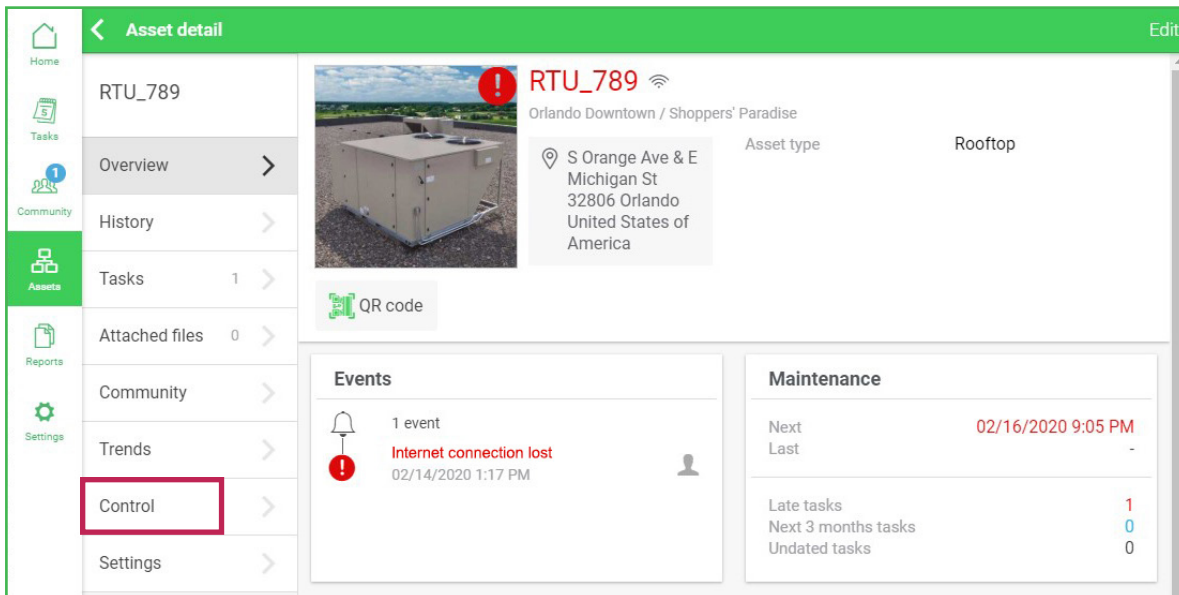 Home
Tasks
5
1
Community
Assets
Reports
Settings
Asset detail
Edit
RTU_789
Overview
History
Tasks 1
Attached files 0
Community
Trends
Control
Settings
!
RTU_789
Orlando Downtown / Shoppers' Paradise
S Orange Ave & E
Michigan St
32806 Orlando
United States of
America
Asset type Rooftop
QR code
Events
1 event
Internet connection lost
!
02/14/2020 1:17 PM
Maintenance
Next 02/16/2020 9:05 PM
Last -
Late tasks 1
Next 3 months tasks 0
Undated tasks 0